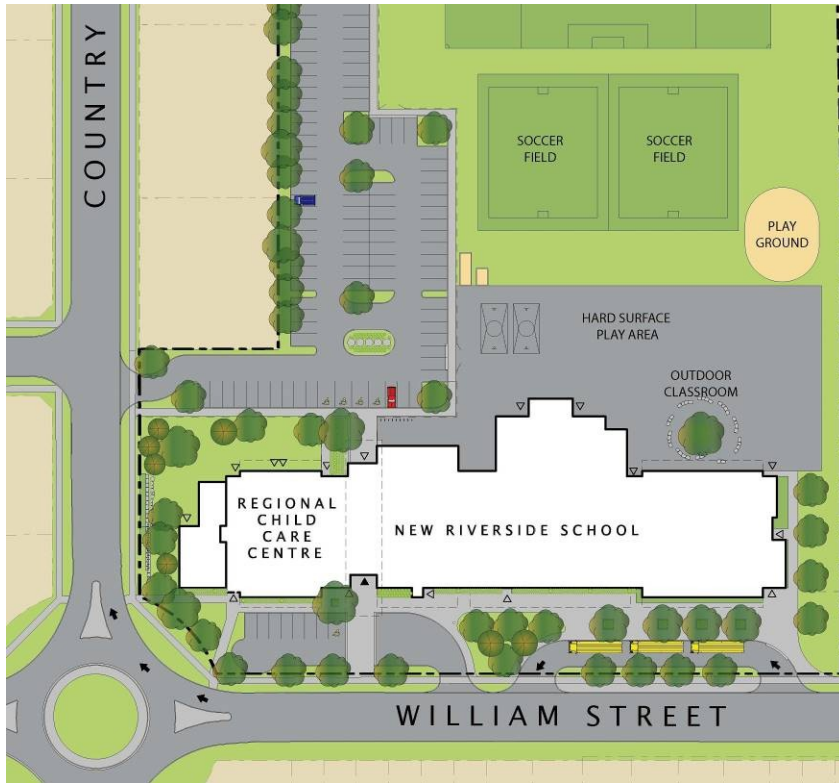 COUNTRY
SOCCER
FIELD
SOCCER
FIELD
PLAY
GROUND
HARD SURFACE
PLAY AREA
OUTDOOR
CLASSROOM
REGIONAL
CHILD
CARE
CENTRE
NEW RIVERSIDE SCHOOL
WILLIAM STREET